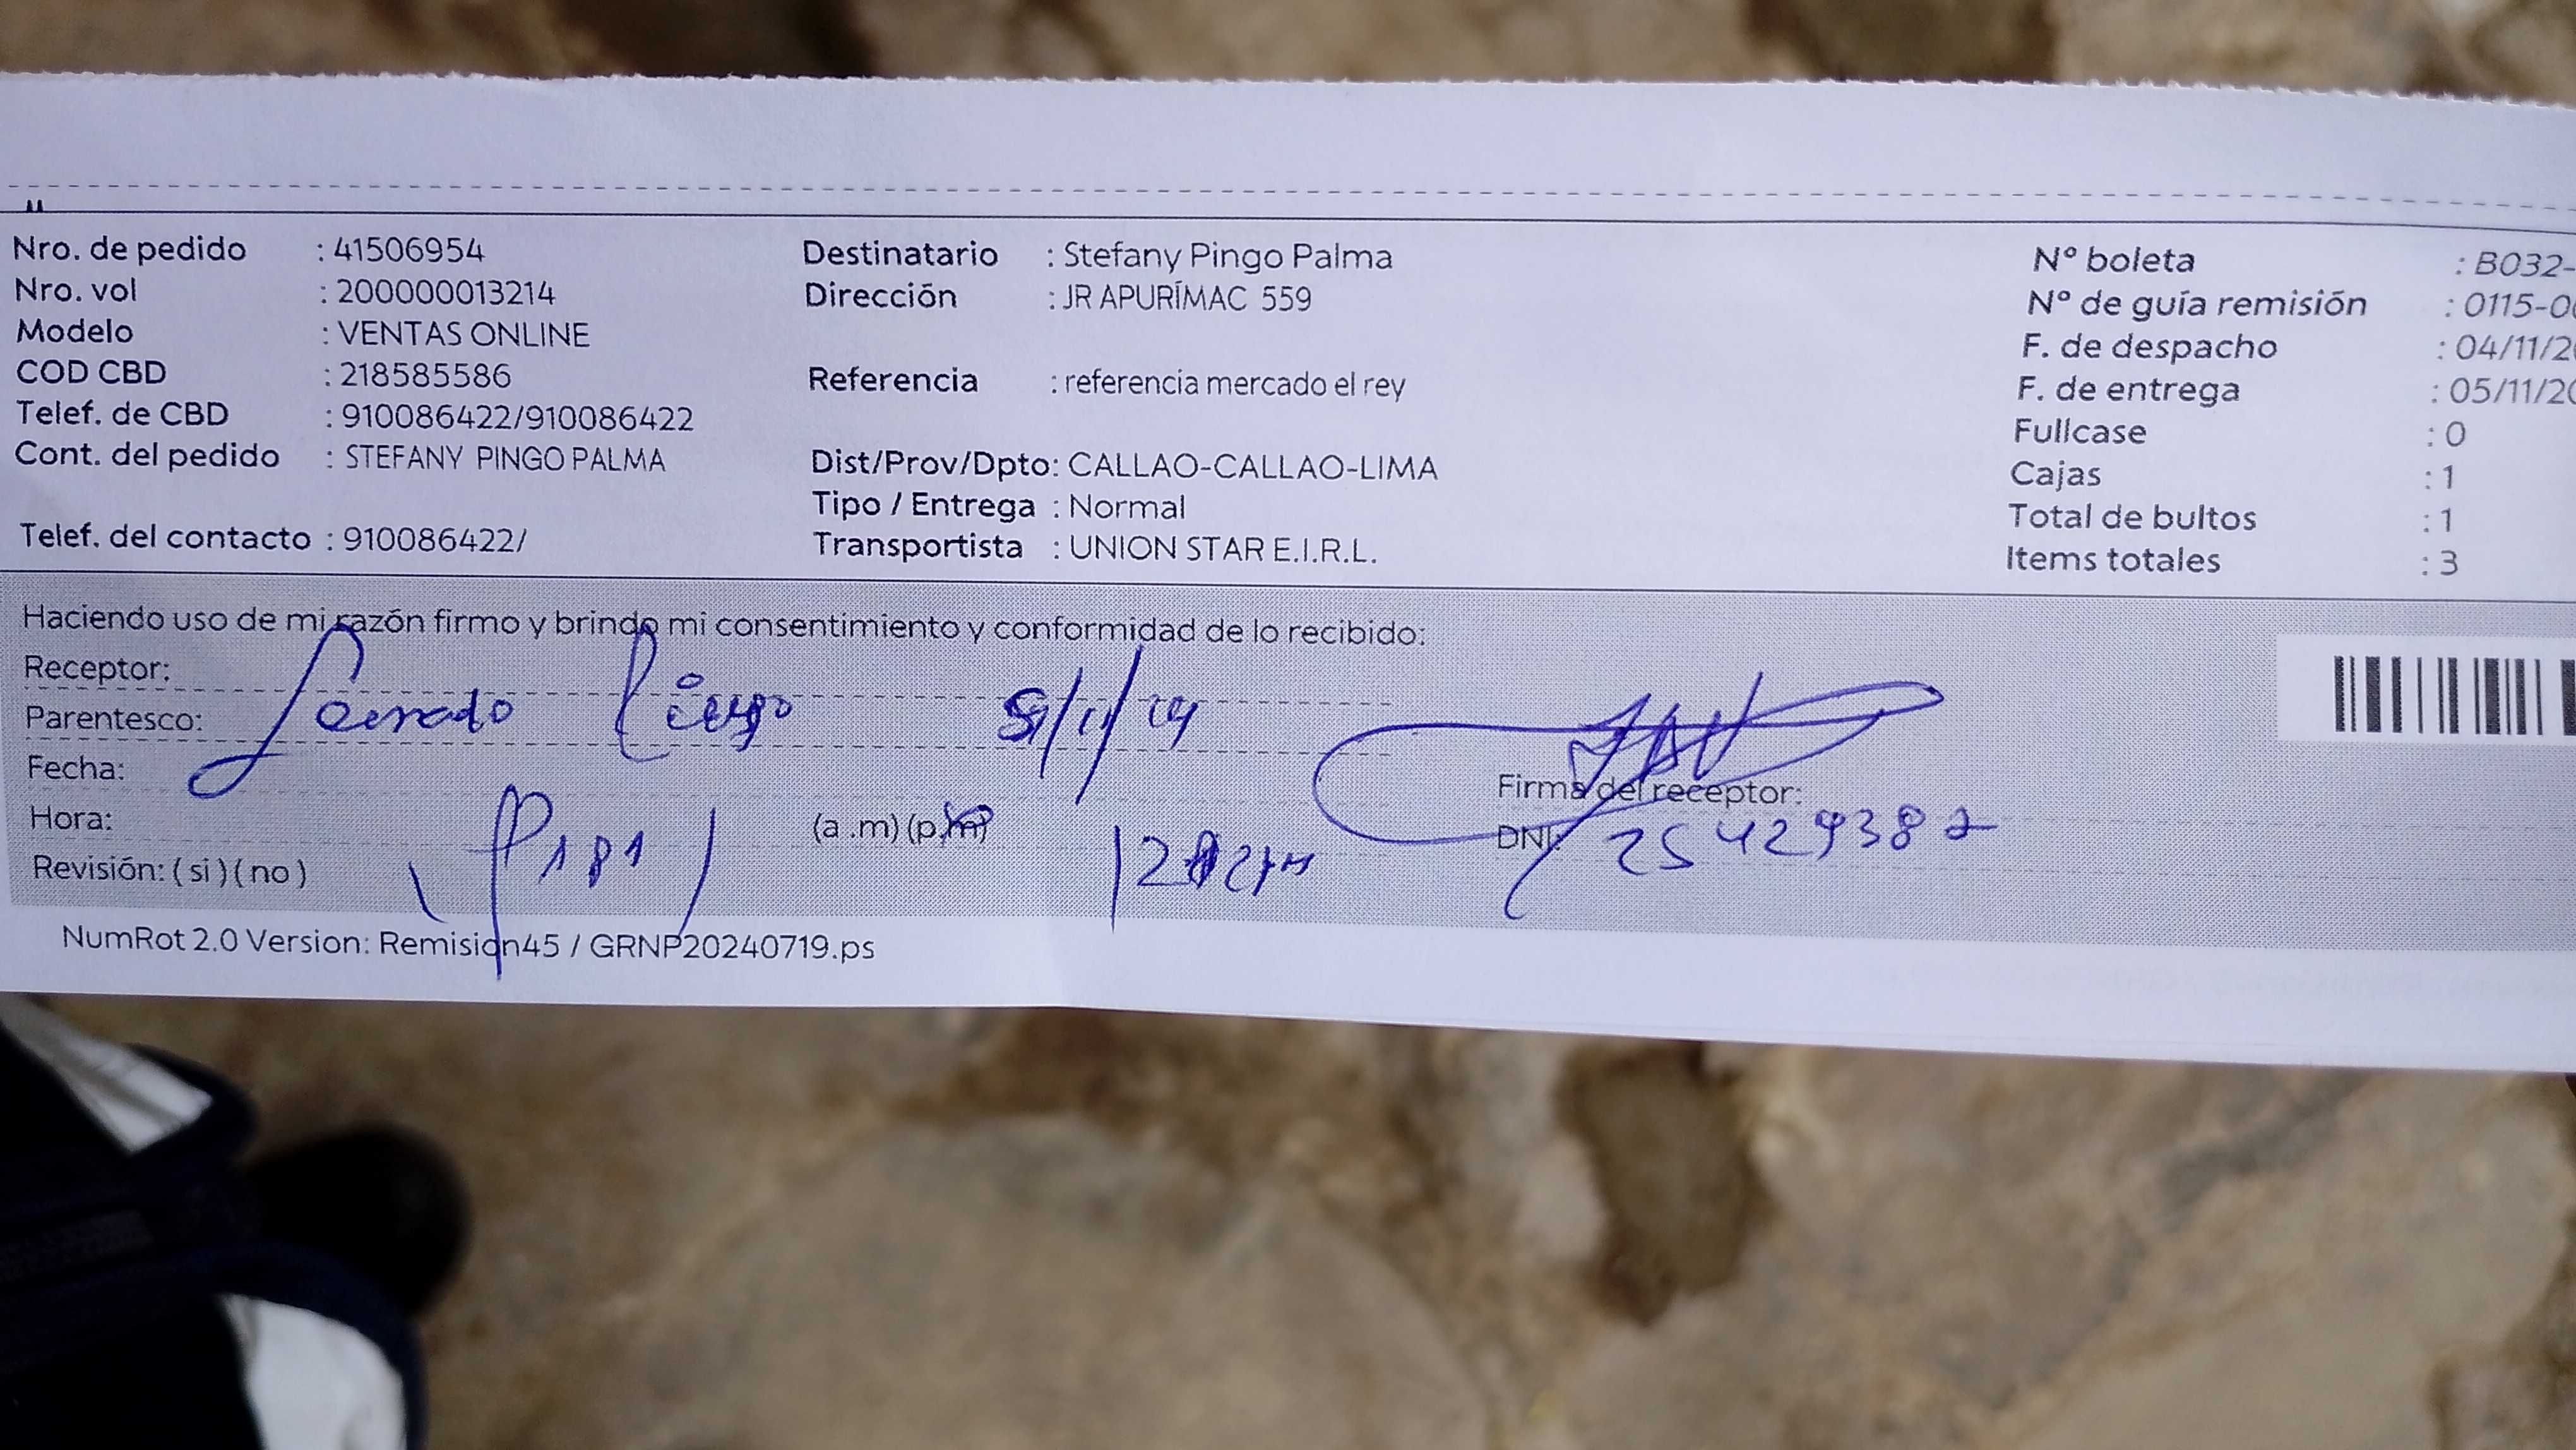 Nro. de pedido : 41506954
Nro. vol : 200000013214
Modelo : VENTAS ONLINE
COD CBD : 218585586
Telef. de CBD : 910086422/910086422
Cont. del pedido : STEFANY PINGO PALMA
Telef. del contacto : 910086422/
Destinatario : Stefany Pingo Palma
Dirección : JR APURÍMAC 559
Referencia : referencia mercado el rey
Dist/Prov/Dpto: CALLAO-CALLAO-LIMA
Tipo / Entrega : Normal
Transportista : UNION STAR E.I.R.L.
Nº boleta : B032-
Nº de guía remisión : 0115-0
F. de despacho : 04/11/2
F. de entrega : 05/11/20
Fullcase : 0
Cajas : 1
Total de bultos : 1
Items totales : 3
Haciendo uso de mi razón firmo y brindo mi consentimiento y conformidad de lo recibido:
Receptor:
Parentesco:
Fecha:
Hora: (a .m) (p.m)
Revisión: ( si ) ( no )
Firma del receptor:
DNI: 25429382
NumRot 2.0 Version: Remision45 / GRNP20240719.ps